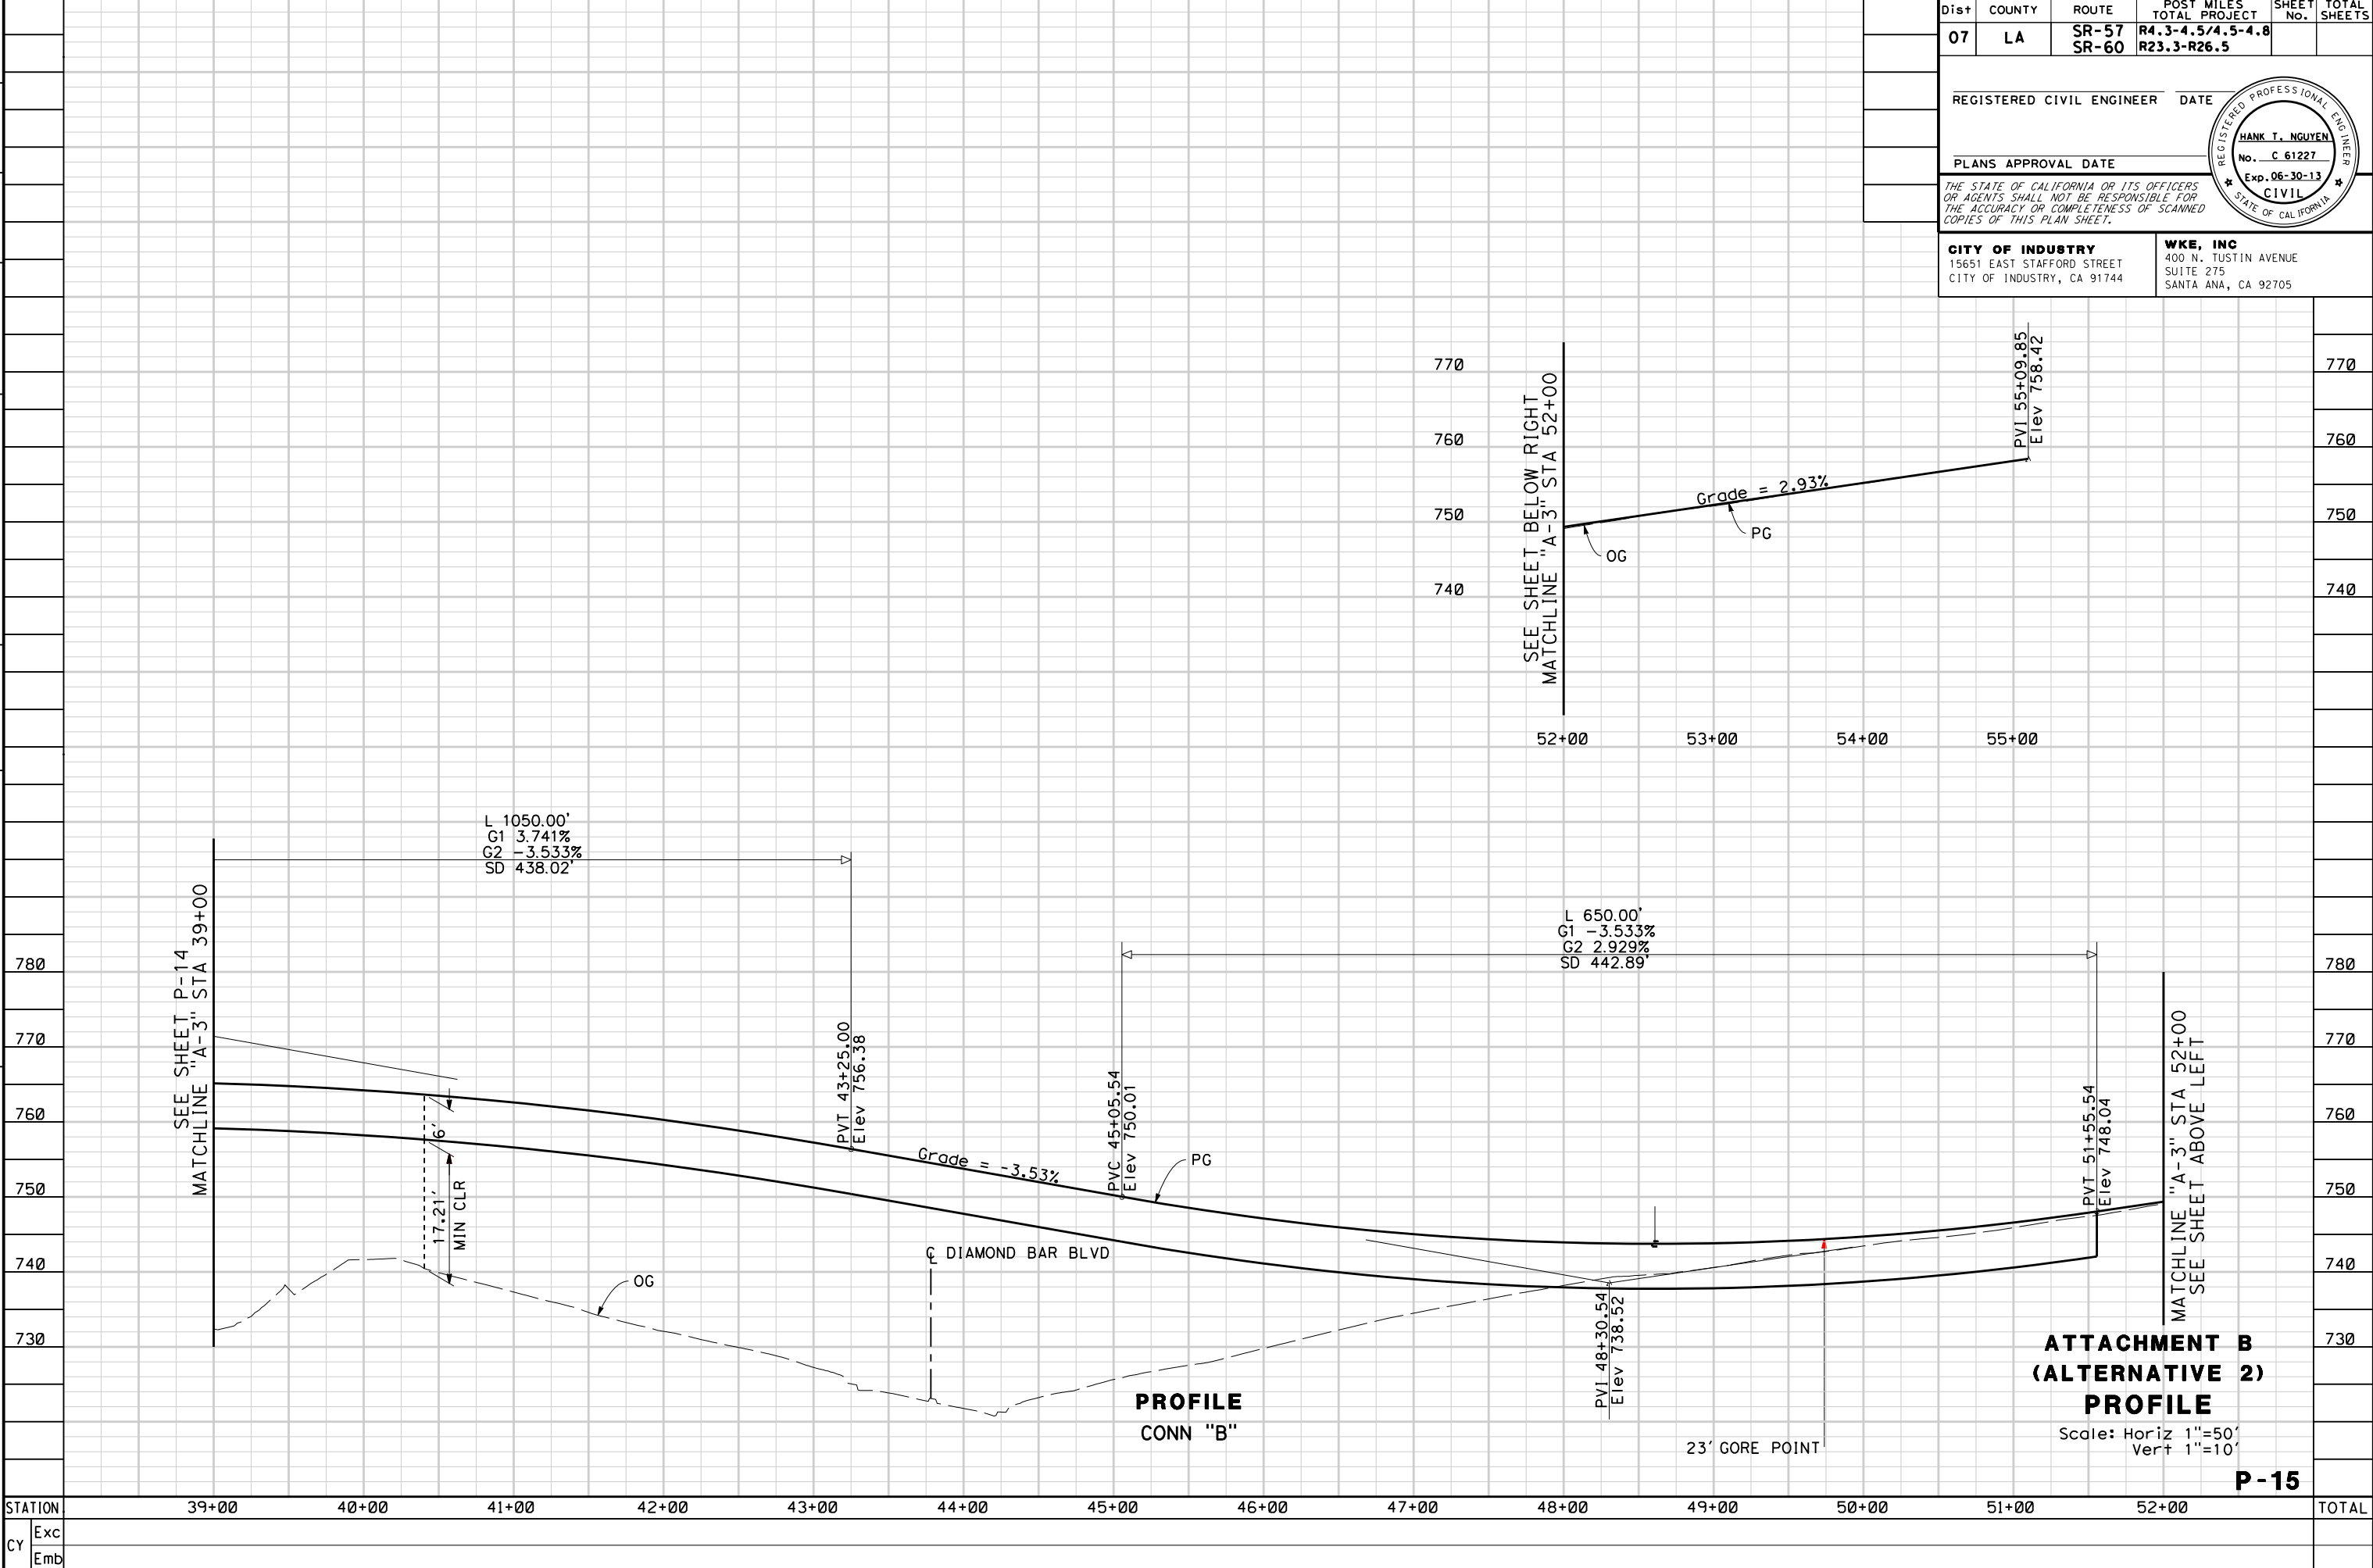 Dist COUNTY ROUTE POST MILES TOTAL PROJECT SHEET No. TOTAL SHEETS
07 LA SR-57 R4.3-4.5/4.5-4.8
SR-60 R23.3-R26.5
REGISTERED CIVIL ENGINEER DATE
PLANS APPROVAL DATE
REGISTERED PROFESSIONAL ENGINEER
HANK T. NGUYEN
No. C 61227
Exp. 06-30-13
CIVIL
STATE OF CALIFORNIA
THE STATE OF CALIFORNIA OR ITS OFFICERS
OR AGENTS SHALL NOT BE RESPONSIBLE FOR
THE ACCURACY OR COMPLETENESS OF SCANNED
COPIES OF THIS PLAN SHEET.
CITY OF INDUSTRY
15651 EAST STAFFORD STREET
CITY OF INDUSTRY, CA 91744
WKE, INC
400 N. TUSTIN AVENUE
SUITE 275
SANTA ANA, CA 92705
770 770
760 760
750 750
740 740
SEE SHEET BELOW RIGHT
MATCHLINE "A-3" STA 52+00
Grade = 2.93%
OG
PG
PVI 55+09.85
Elev 758.42
52+00 53+00 54+00 55+00
L 1050.00'
G1 3.741%
G2 -3.533%
SD 438.02'
L 650.00'
G1 -3.533%
G2 2.929%
SD 442.89'
780 780
770 770
760 760
750 750
740 740
730 730
SEE SHEET P-14
MATCHLINE "A-3" STA 39+00
6'
17.21'
MIN CLR
OG
PVT 43+25.00
Elev 756.38
Grade = -3.53%
℄ DIAMOND BAR BLVD
PVC 45+05.54
Elev 750.01
PG
PVI 48+30.54
Elev 738.52
23' GORE POINT
PVT 51+55.54
Elev 748.04
MATCHLINE "A-3" STA 52+00
SEE SHEET ABOVE LEFT
PROFILE
CONN "B"
ATTACHMENT B
(ALTERNATIVE 2)
PROFILE
Scale: Horiz 1"=50'
Vert 1"=10'
P-15
STATION 39+00 40+00 41+00 42+00 43+00 44+00 45+00 46+00 47+00 48+00 49+00 50+00 51+00 52+00 TOTAL
CY Exc
Emb